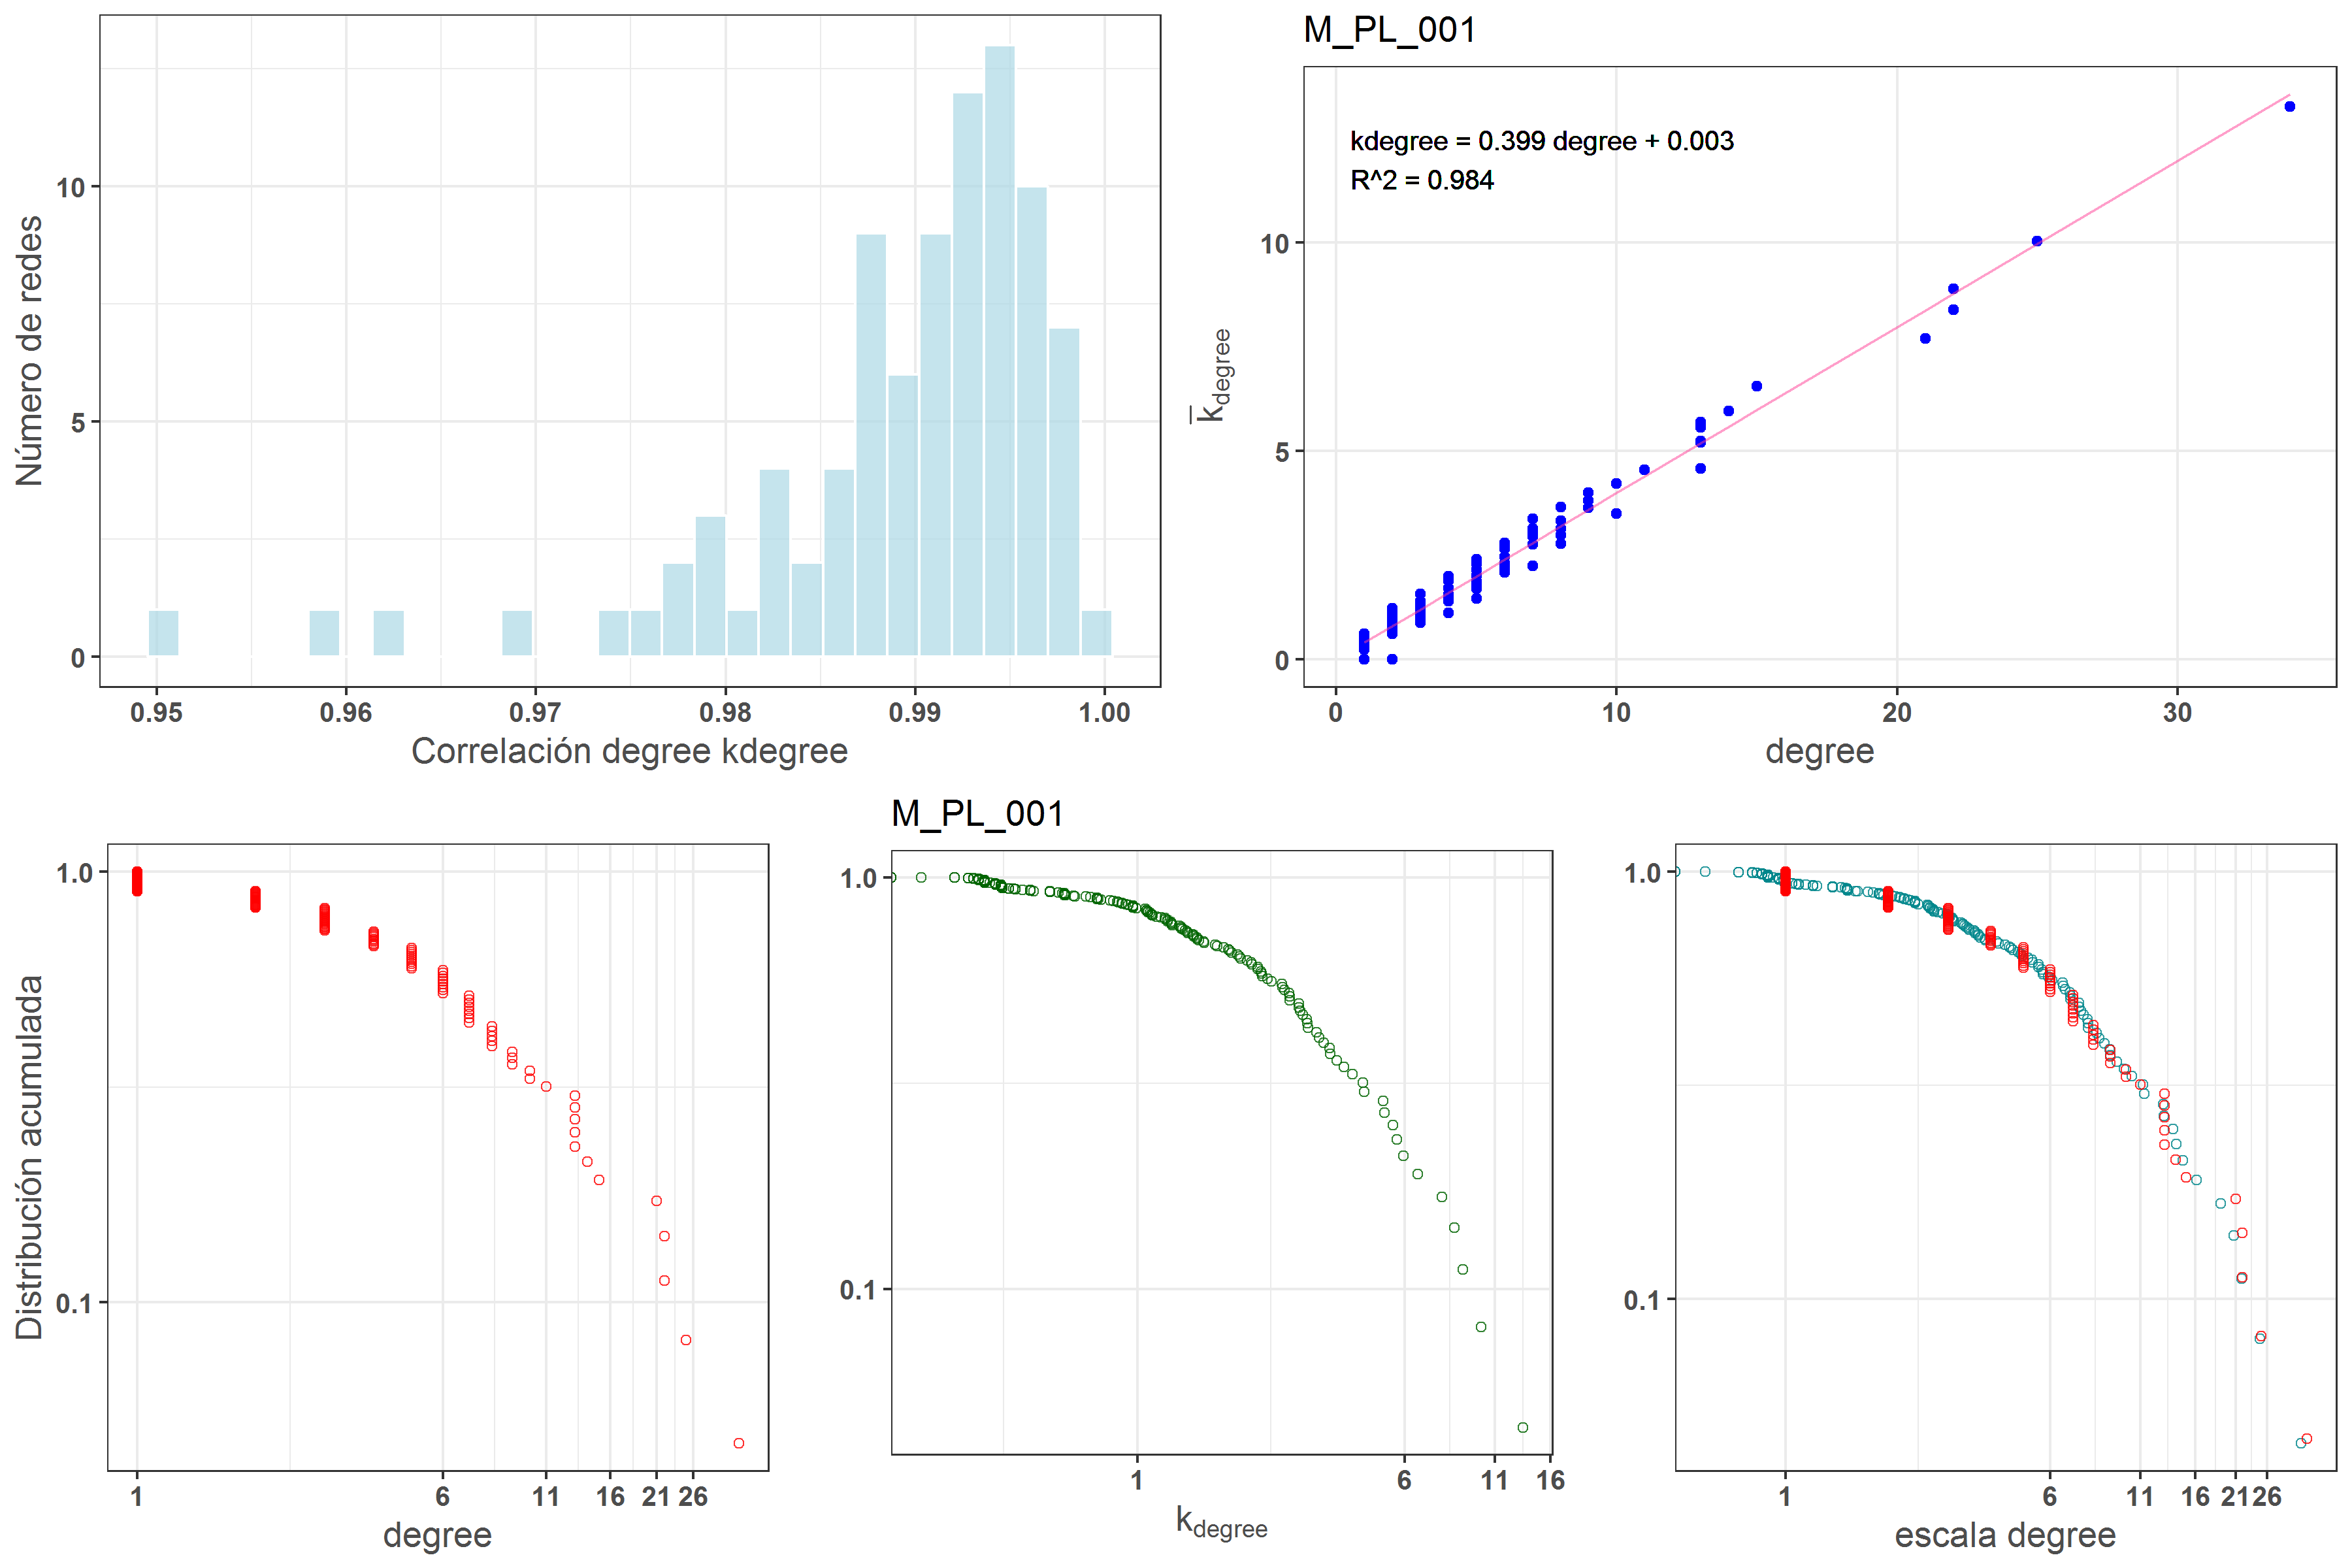 Número de redes
10
5
0
0.95 0.96 0.97 0.98 0.99 1.00
Correlación degree kdegree
M_PL_001
kdegree = 0.399 degree + 0.003
R^2 = 0.984
k̅degree
10
5
0
0 10 20 30
degree
Distribución acumulada
1.0
0.1
1 6 11 16 21 26
degree
M_PL_001
1.0
0.1
1 6 11 16
kdegree
1.0
0.1
1 6 11 16 21 26
escala degree